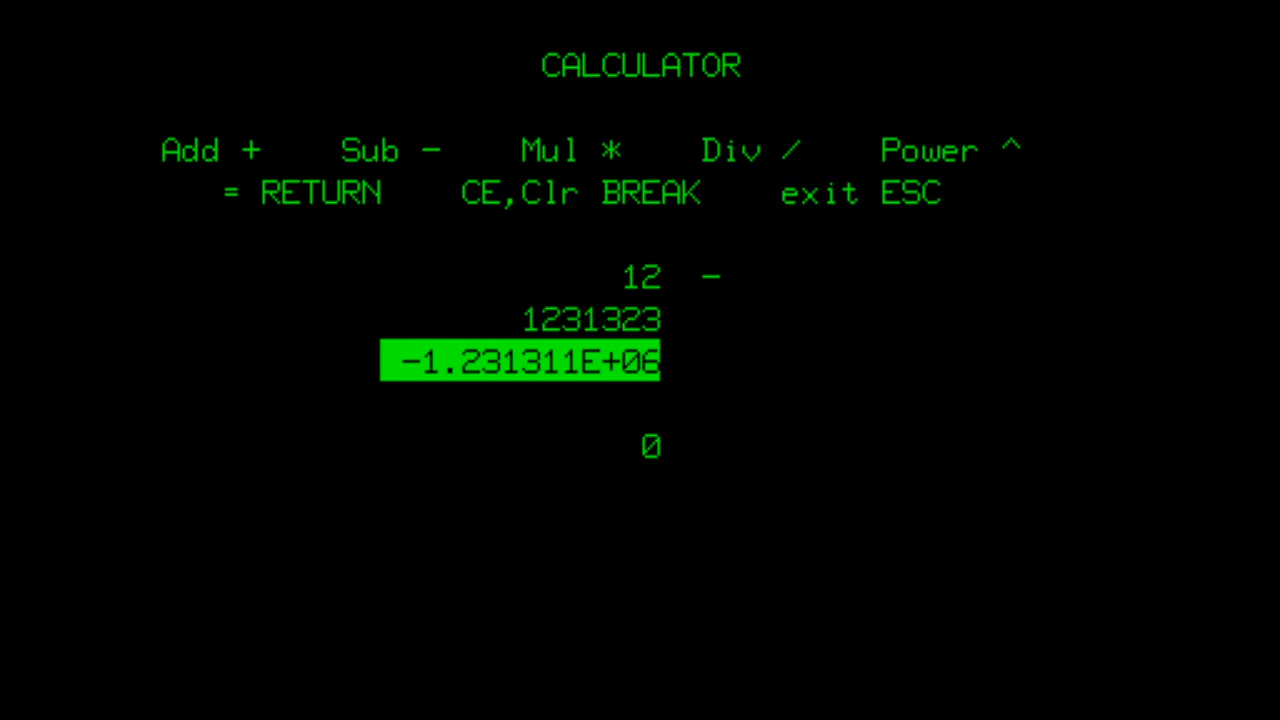 CALCULATOR
Add + Sub - Mul * Div / Power ^
= RETURN CE,Clr BREAK exit ESC
12 -
1231323
-1.231311E+06
0